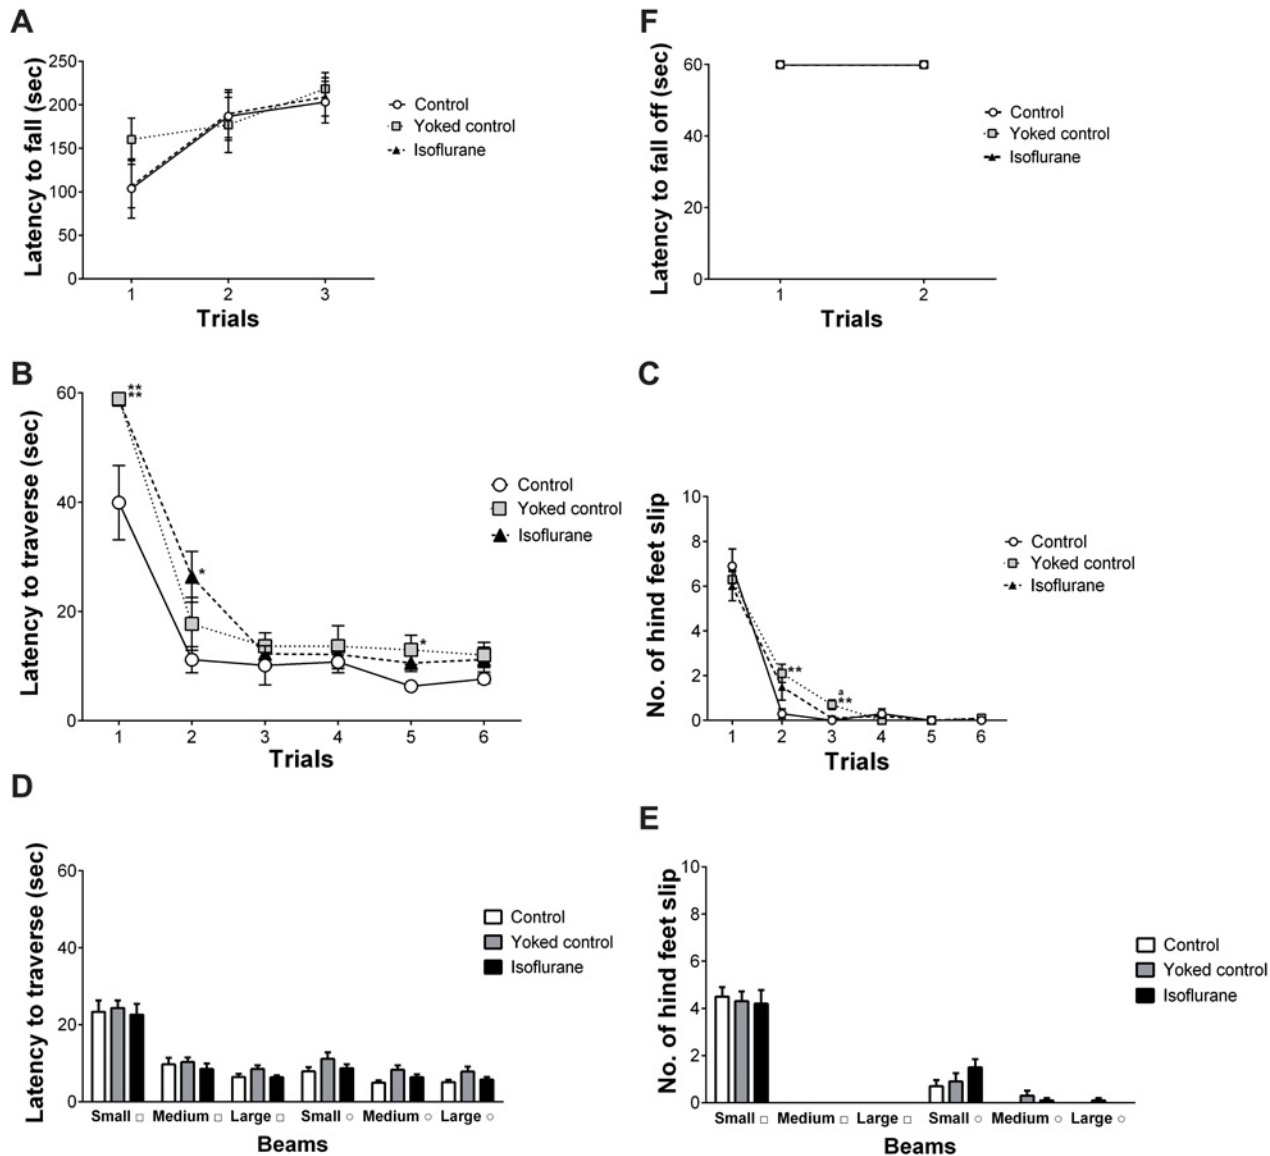 A
Latency to fall (sec)
250
200
150
100
50
0
1 2 3
Trials
Control
Yoked control
Isoflurane
F
Latency to fall off (sec)
60
40
20
0
1 2
Trials
Control
Yoked control
Isoflurane
B
Latency to traverse (sec)
60
40
20
0
**
**
*
*
1 2 3 4 5 6
Trials
Control
Yoked control
Isoflurane
C
No. of hind feet slip
10
8
6
4
2
0
**
a
**
1 2 3 4 5 6
Trials
Control
Yoked control
Isoflurane
D
Latency to traverse (sec)
60
40
20
0
Small □ Medium □ Large □ Small ○ Medium ○ Large ○
Beams
Control
Yoked control
Isoflurane
E
No. of hind feet slip
10
8
6
4
2
0
Small □ Medium □ Large □ Small ○ Medium ○ Large ○
Beams
Control
Yoked control
Isoflurane